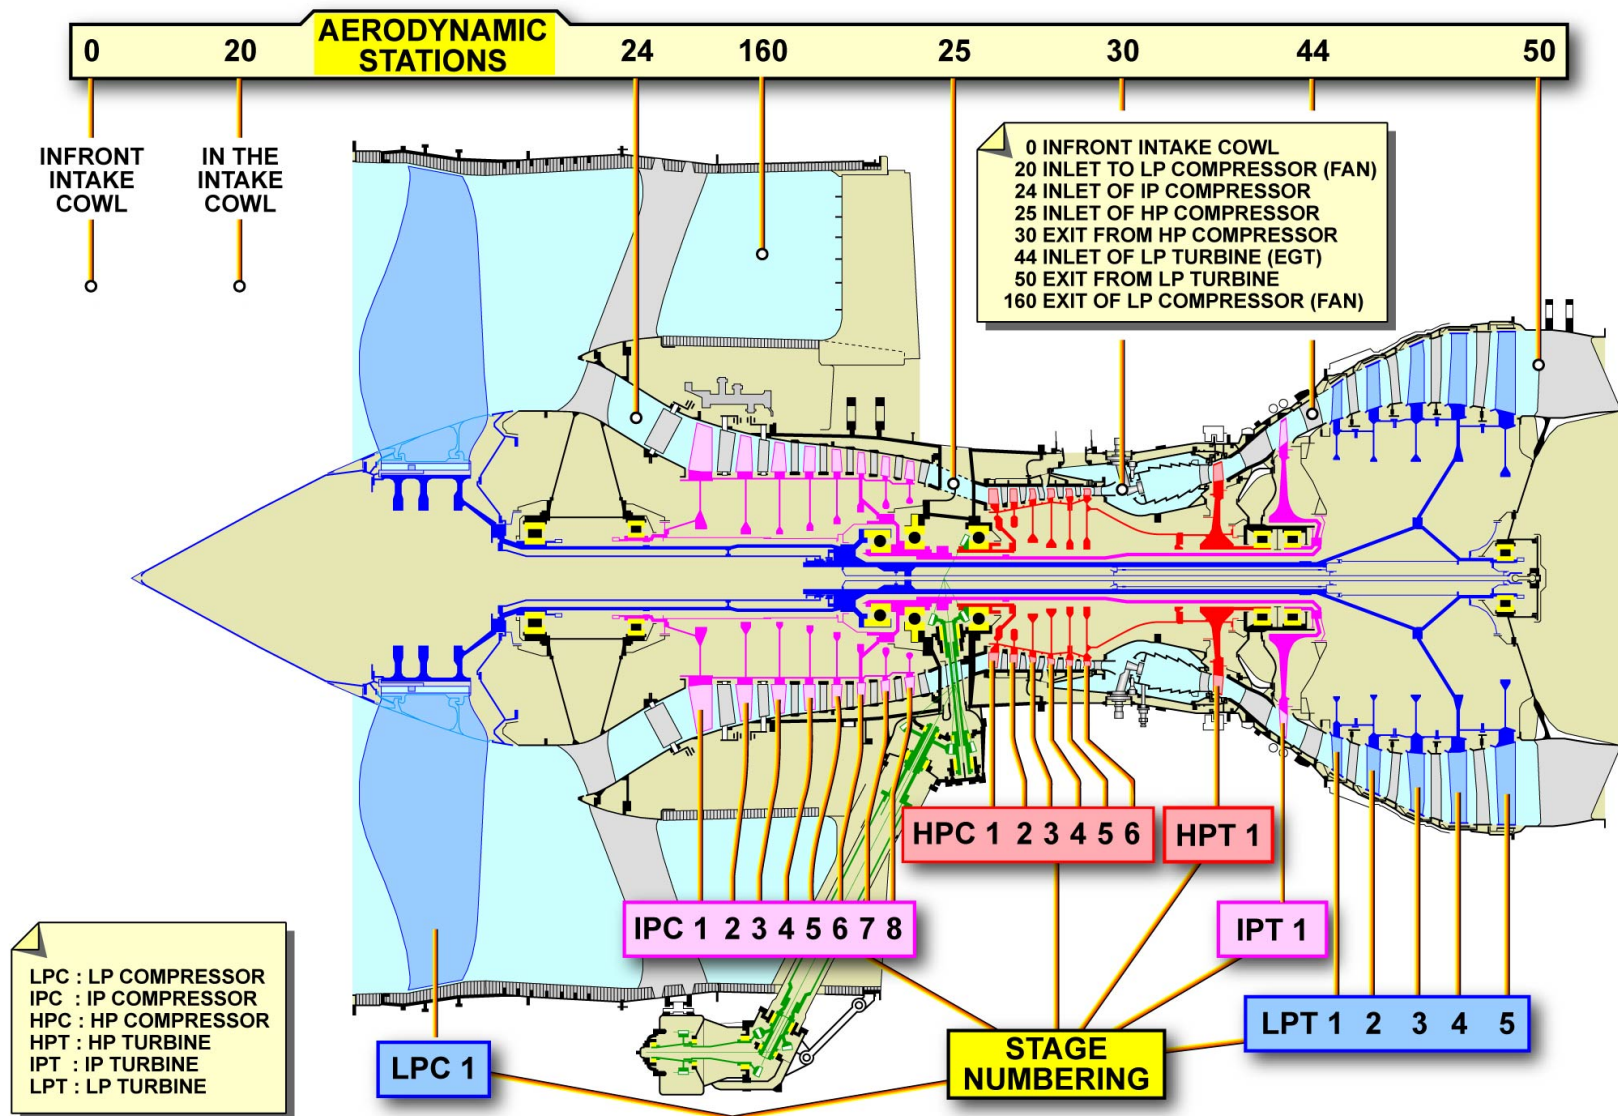 AERODYNAMIC
STATIONS
0 20 24 160 25 30 44 50
INFRONT
INTAKE
COWL
IN THE
INTAKE
COWL
0 INFRONT INTAKE COWL
20 INLET TO LP COMPRESSOR (FAN)
24 INLET OF IP COMPRESSOR
25 INLET OF HP COMPRESSOR
30 EXIT FROM HP COMPRESSOR
44 INLET OF LP TURBINE (EGT)
50 EXIT FROM LP TURBINE
160 EXIT OF LP COMPRESSOR (FAN)
HPC 1 2 3 4 5 6
HPT 1
IPC 1 2 3 4 5 6 7 8
IPT 1
LPC : LP COMPRESSOR
IPC : IP COMPRESSOR
HPC : HP COMPRESSOR
HPT : HP TURBINE
IPT : IP TURBINE
LPT : LP TURBINE
LPC 1
STAGE
NUMBERING
LPT 1 2 3 4 5